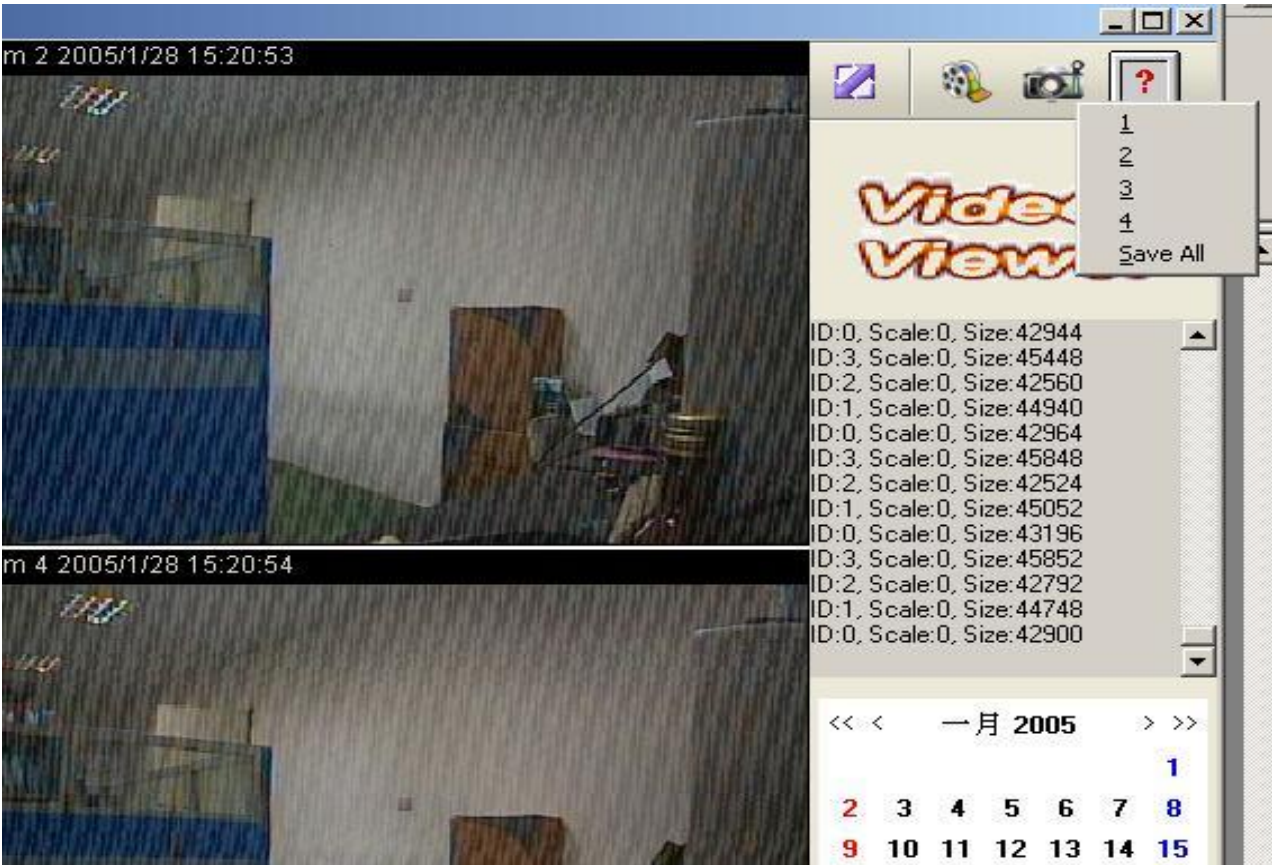 m 2 2005/1/28 15:20:53
?
1
2
3
4
Save All
Video
Viewer
ID:0, Scale:0, Size:42944
ID:3, Scale:0, Size:45448
ID:2, Scale:0, Size:42560
ID:1, Scale:0, Size:44940
ID:0, Scale:0, Size:42964
ID:3, Scale:0, Size:45848
ID:2, Scale:0, Size:42524
ID:1, Scale:0, Size:45052
ID:0, Scale:0, Size:43196
ID:3, Scale:0, Size:45852
ID:2, Scale:0, Size:42792
ID:1, Scale:0, Size:44748
ID:0, Scale:0, Size:42900
m 4 2005/1/28 15:20:54
<< < 一月 2005 > >>
1
2 3 4 5 6 7 8
9 10 11 12 13 14 15